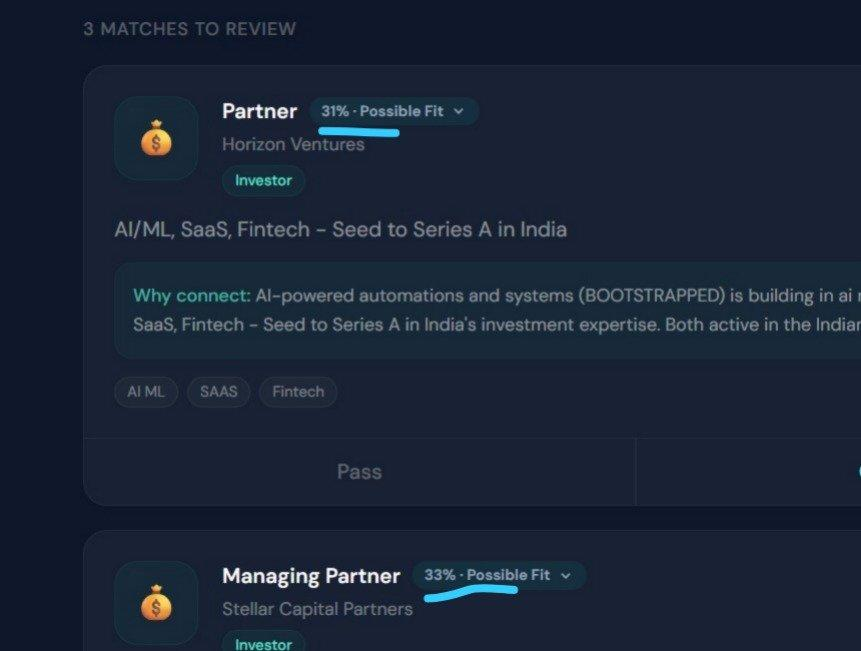 3 MATCHES TO REVIEW
Partner 31% · Possible Fit
Horizon Ventures
Investor
AI/ML, SaaS, Fintech - Seed to Series A in India
Why connect: AI-powered automations and systems (BOOTSTRAPPED) is building in ai
SaaS, Fintech - Seed to Series A in India's investment expertise. Both active in the Indian
AI ML SAAS Fintech
Pass
Managing Partner 33% · Possible Fit
Stellar Capital Partners
Investor